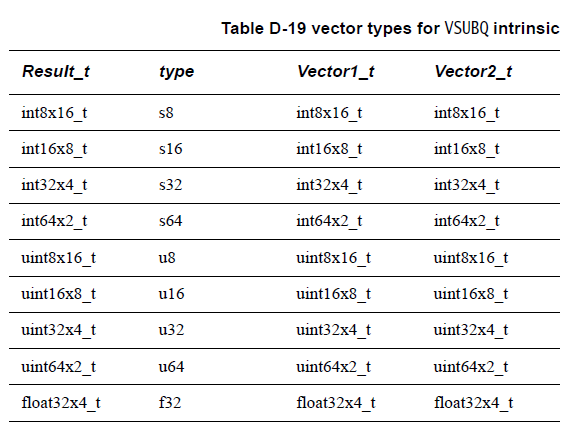 Table D-19 vector types for VSUBQ intrinsic
Result_t type Vector1_t Vector2_t
int8x16_t s8 int8x16_t int8x16_t
int16x8_t s16 int16x8_t int16x8_t
int32x4_t s32 int32x4_t int32x4_t
int64x2_t s64 int64x2_t int64x2_t
uint8x16_t u8 uint8x16_t uint8x16_t
uint16x8_t u16 uint16x8_t uint16x8_t
uint32x4_t u32 uint32x4_t uint32x4_t
uint64x2_t u64 uint64x2_t uint64x2_t
float32x4_t f32 float32x4_t float32x4_t